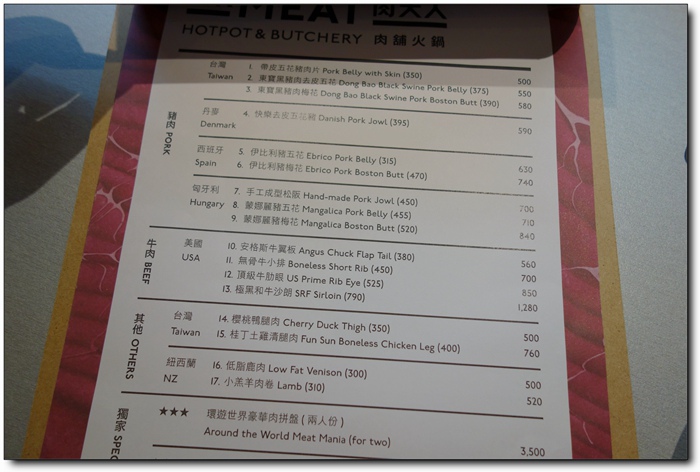 MEAT 肉大人
HOTPOT & BUTCHERY 肉舖火鍋
豬肉 PORK
台灣 Taiwan
1. 帶皮五花豬肉片 Pork Belly with Skin (350) 500
2. 東寶黑豬肉去皮五花 Dong Bao Black Swine Pork Belly (375) 550
3. 東寶黑豬肉梅花 Dong Bao Black Swine Pork Boston Butt (390) 580
丹麥 Denmark
4. 快樂去皮五花豬 Danish Pork Jowl (395) 590
西班牙 Spain
5. 伊比利豬五花 Ebrico Pork Belly (315) 630
6. 伊比利豬梅花 Ebrico Pork Boston Butt (470) 740
匈牙利 Hungary
7. 手工成型松阪 Hand-made Pork Jowl (450) 700
8. 蒙娜麗豬五花 Mangalica Pork Belly (455) 710
9. 蒙娜麗豬梅花 Mangalica Boston Butt (520) 840
牛肉 BEEF
美國 USA
10. 安格斯牛翼板 Angus Chuck Flap Tail (380) 560
11. 無骨牛小排 Boneless Short Rib (450) 700
12. 頂級牛肋眼 US Prime Rib Eye (525) 850
13. 極黑和牛沙朗 SRF Sirloin (790) 1,280
其他 OTHERS
台灣 Taiwan
14. 櫻桃鴨腿肉 Cherry Duck Thigh (350) 500
15. 桂丁土雞清腿肉 Fun Sun Boneless Chicken Leg (400) 760
紐西蘭 NZ
16. 低脂鹿肉 Low Fat Venison (300) 500
17. 小羔羊肉卷 Lamb (310) 520
獨家 SPEC
★★★ 環遊世界豪華肉拼盤 ( 兩人份 )
Around the World Meat Mania (for two) 3,500